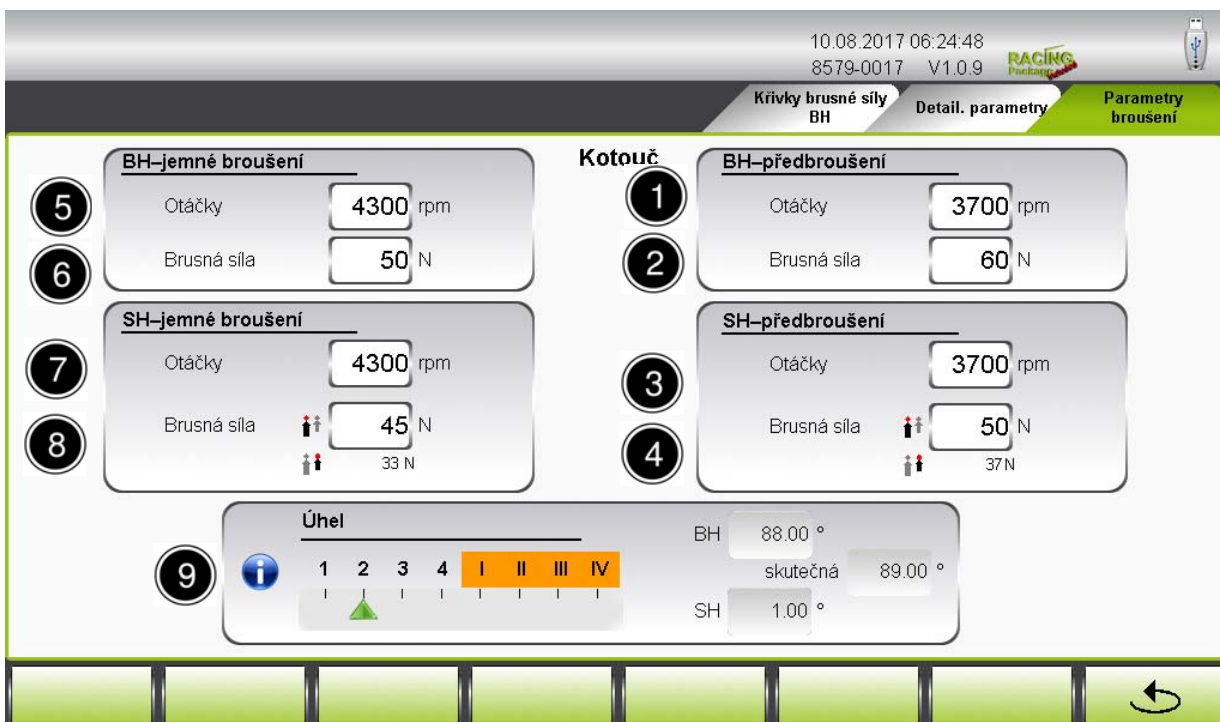 10.08.2017 06:24:48
8579-0017 V1.0.9
RACING
Package
Křivky brusné síly
BH
Detail. parametry
Parametry
broušení
Kotouč
BH–jemné broušení
5 Otáčky 4300 rpm
6 Brusná síla 50 N
BH–předbroušení
1 Otáčky 3700 rpm
2 Brusná síla 60 N
SH–jemné broušení
7 Otáčky 4300 rpm
8 Brusná síla 45 N
33 N
SH–předbroušení
3 Otáčky 3700 rpm
4 Brusná síla 50 N
37 N
9 i Úhel
1 2 3 4 I II III IV
BH 88.00 °
skutečná 89.00 °
SH 1.00 °